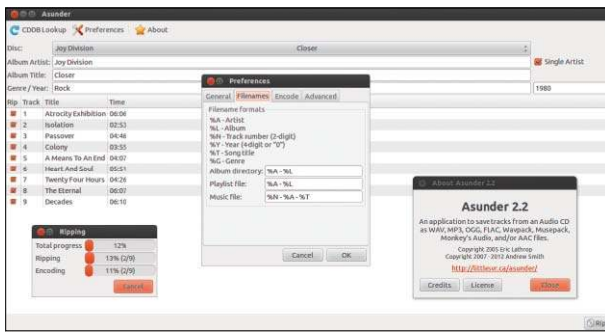 Asunder
CDDB Lookup Preferences About
Disc: Joy Division Closer
Album Artist: Joy Division Single Artist
Album Title: Closer
Genre / Year: Rock 1980
Rip Track Title Time
1 Atrocity Exhibition 06:06
2 Isolation 02:53
3 Passover 04:46
4 Colony 03:55
5 A Means To An End 04:07
6 Heart And Soul 05:51
7 Twenty Four Hours 04:26
8 The Eternal 06:07
9 Decades 06:10
Preferences
General Filenames Encode Advanced
Filename formats
%A - Artist
%L - Album
%N - Track number (2-digit)
%Y - Year (4-digit or "0")
%T - Song title
%G - Genre
Album directory: %A - %L
Playlist file: %A - %L
Music file: %N - %A - %T
Cancel OK
Ripping
Total progress 12%
Ripping 13% (2/9)
Encoding 11% (2/9)
Cancel
About Asunder 2.2
Asunder 2.2
An application to save tracks from an Audio CD
as WAV, MP3, OGG, FLAC, Wavpack, Musepack,
Monkey's Audio, and/or AAC files.
Copyright 2005 Eric Lathrop
Copyright 2007 - 2012 Andrew Smith
http://littlesvr.ca/asunder/
Credits License Close
Rip